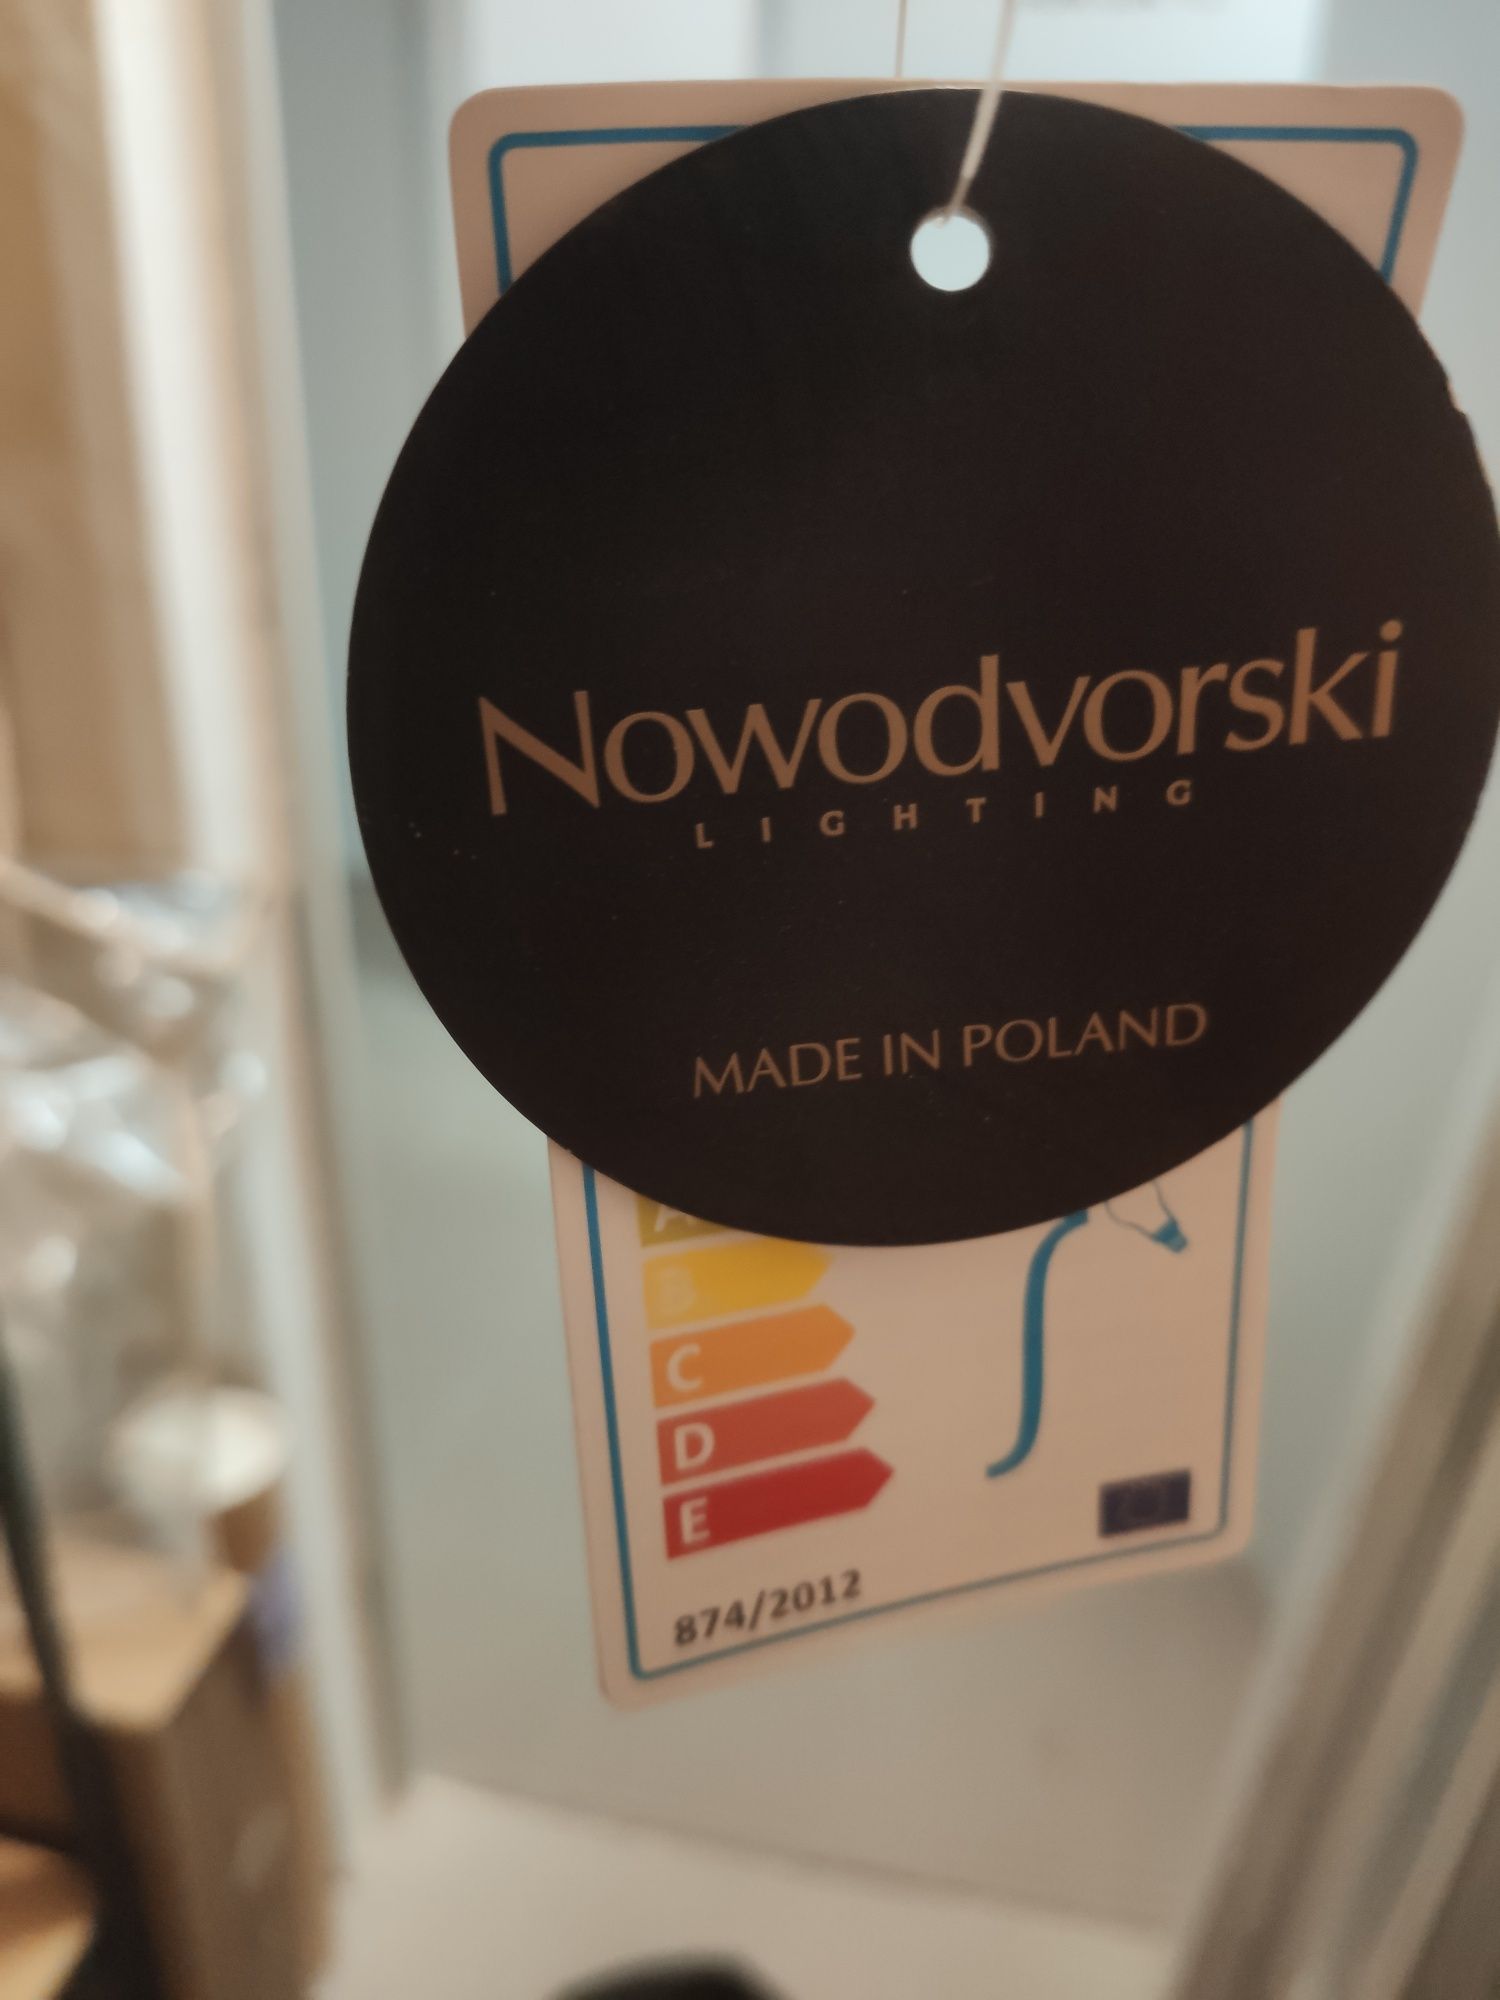 Nowodvorski
LIGHTING
MADE IN POLAND
A
B
C
D
E
874/2012